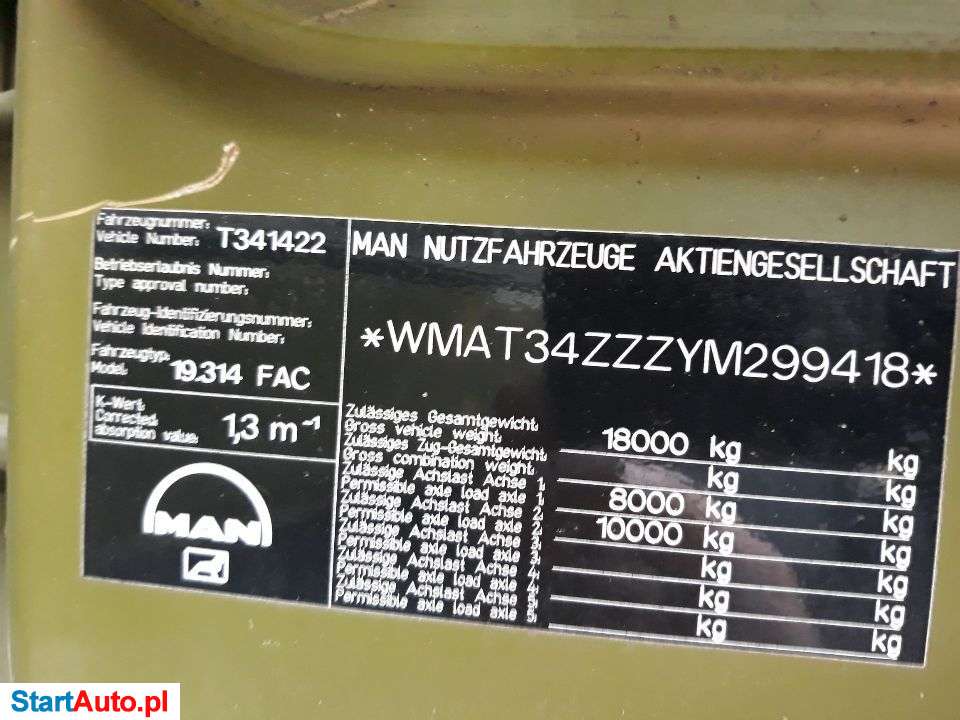 Fahrzeugnummer:
Vehicle Number: T341422
Betriebserlaubnis Nummer:
Type approval number:
Fahrzeug-Identifizierungsnummer:
Vehicle Identification Number:
Fahrzeugtyp:
Model: 19.314 FAC
K-Wert:
Corrected
absorption value: 1,3 m⁻¹
MAN
MAN NUTZFAHRZEUGE AKTIENGESELLSCHAFT
*WMAT34ZZZYM299418*
Zulässiges Gesamtgewicht:
Gross vehicle weight: 18000 kg kg
Zulässiges Zug-Gesamtgewicht:
Gross combination weight: kg kg
Zulässige Achslast Achse 1:
Permissible axle load axle 1: 8000 kg kg
Zulässige Achslast Achse 2:
Permissible axle load axle 2: 10000 kg kg
Zulässige Achslast Achse 3:
Permissible axle load axle 3: kg kg
Zulässige Achslast Achse 4:
Permissible axle load axle 4: kg kg
Zulässige Achslast Achse 5:
Permissible axle load axle 5: kg kg
StartAuto.pl